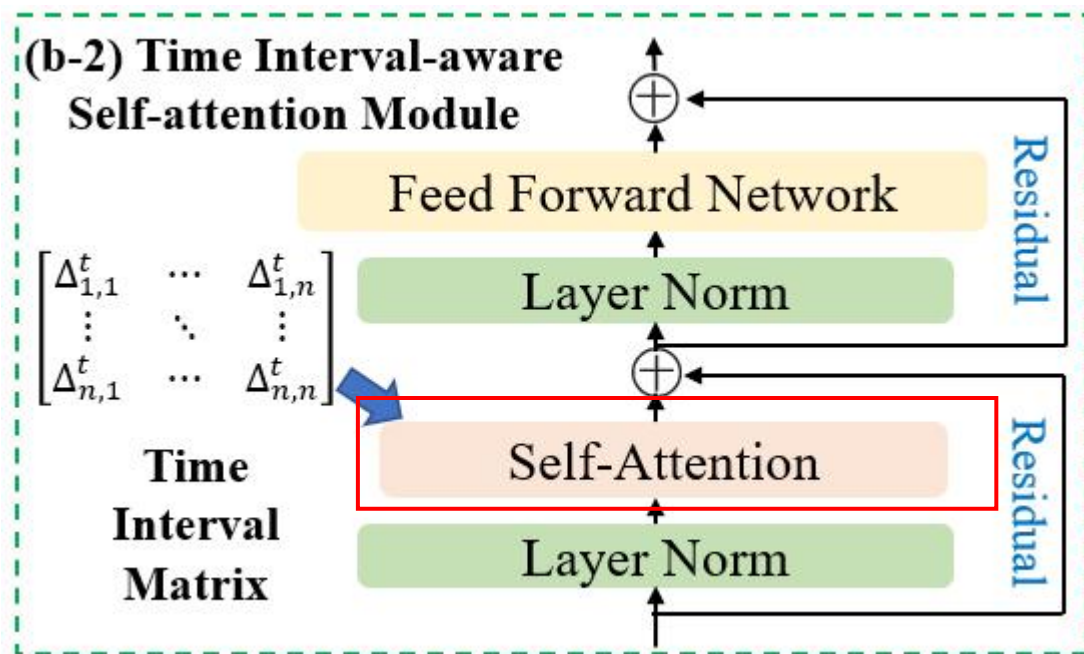 (b-2) Time Interval-aware
Self-attention Module
Feed Forward Network
Residual
Δ^t_{1,1} ⋯ Δ^t_{1,n}
⋮ ⋱ ⋮
Δ^t_{n,1} ⋯ Δ^t_{n,n}
Layer Norm
Self-Attention
Time
Interval
Matrix
Layer Norm
Residual